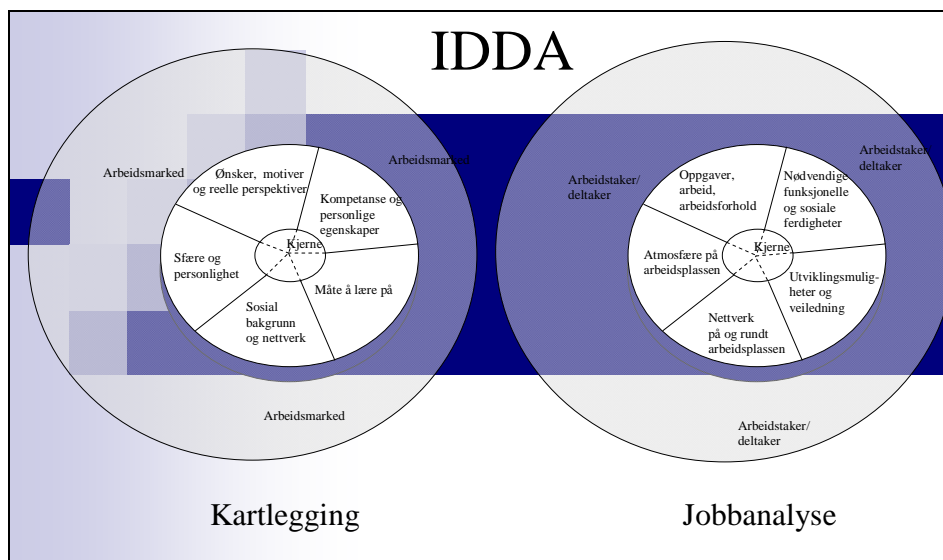 IDDA
Arbeidsmarked
Arbeidsmarked
Ønsker, motiver
og reelle perspektiver
Kompetanse og
personlige
egenskaper
Kjerne
Sfære og
personlighet
Måte å lære på
Sosial
bakgrunn
og nettverk
Arbeidsmarked
Kartlegging
Arbeidstaker/
deltaker
Arbeidstaker/
deltaker
Oppgaver,
arbeid,
arbeidsforhold
Nødvendige
funksjonelle
og sosiale
ferdigheter
Kjerne
Atmosfære på
arbeidsplassen
Utviklingsmulig-
heter og
veiledning
Nettverk
på og rundt
arbeidsplassen
Arbeidstaker/
deltaker
Jobbanalyse